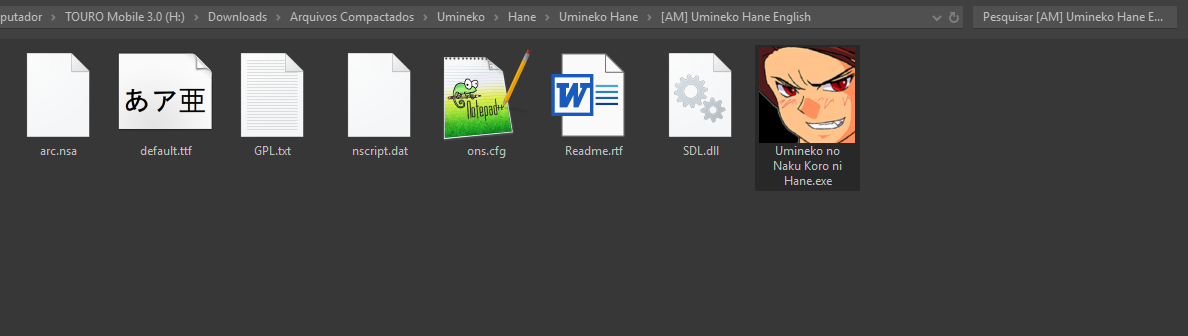 putador > TOURO Mobile 3.0 (H:) > Downloads > Arquivos Compactados > Umineko > Hane > Umineko Hane > [AM] Umineko Hane English
Pesquisar [AM] Umineko Hane E...
あア亜
Notepad++
W
arc.nsa
default.ttf
GPL.txt
nscript.dat
ons.cfg
Readme.rtf
SDL.dll
Umineko no
Naku Koro ni
Hane.exe